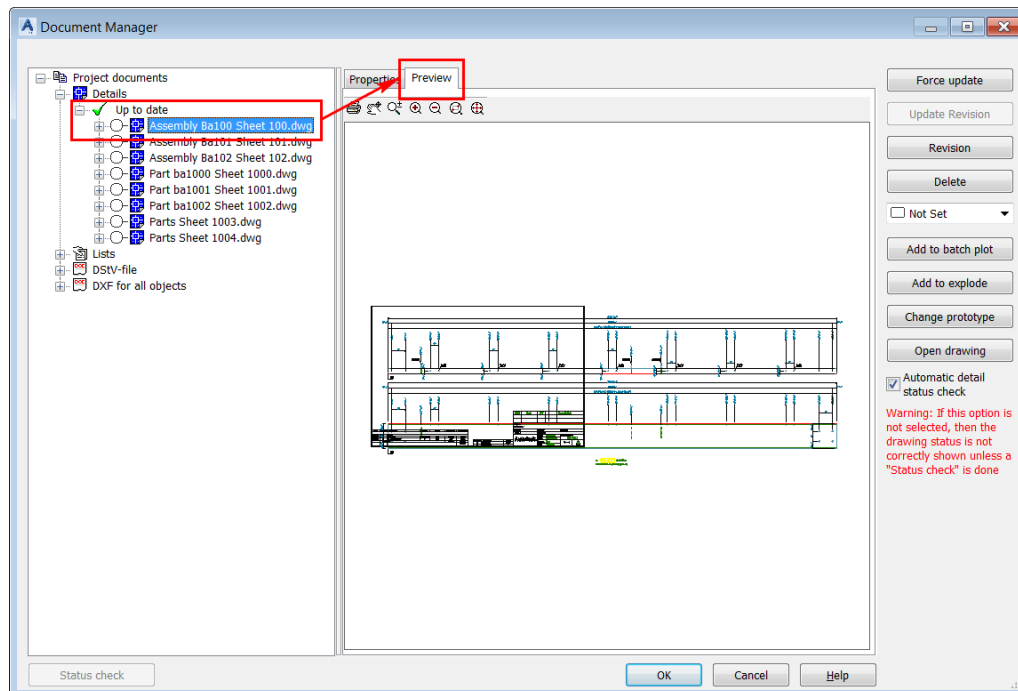 Document Manager
Project documents
Details
Up to date
Assembly Ba100 Sheet 100.dwg
Assembly Ba101 Sheet 101.dwg
Assembly Ba102 Sheet 102.dwg
Part ba1000 Sheet 1000.dwg
Part ba1001 Sheet 1001.dwg
Part ba1002 Sheet 1002.dwg
Parts Sheet 1003.dwg
Parts Sheet 1004.dwg
Lists
DStV-file
DXF for all objects
Properties
Preview
Force update
Update Revision
Revision
Delete
Not Set
Add to batch plot
Add to explode
Change prototype
Open drawing
Automatic detail
status check
Warning: If this option is
not selected, then the
drawing status is not
correctly shown unless a
"Status check" is done
Status check
OK
Cancel
Help